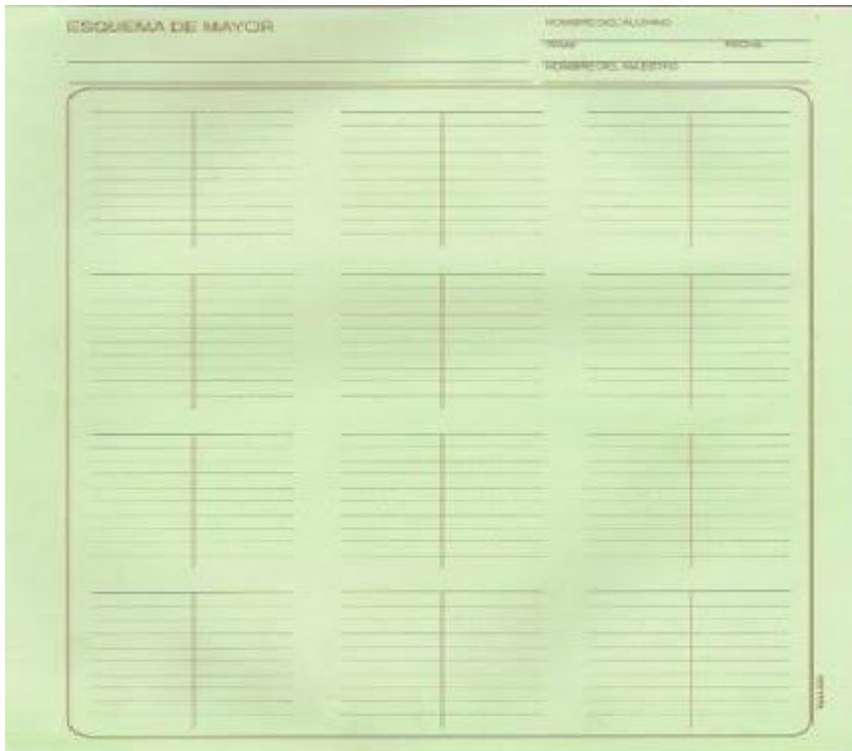 ESQUEMA DE MAYOR
NOMBRE DEL ALUMNO
TEMA FECHA
NOMBRE DEL MAESTRO